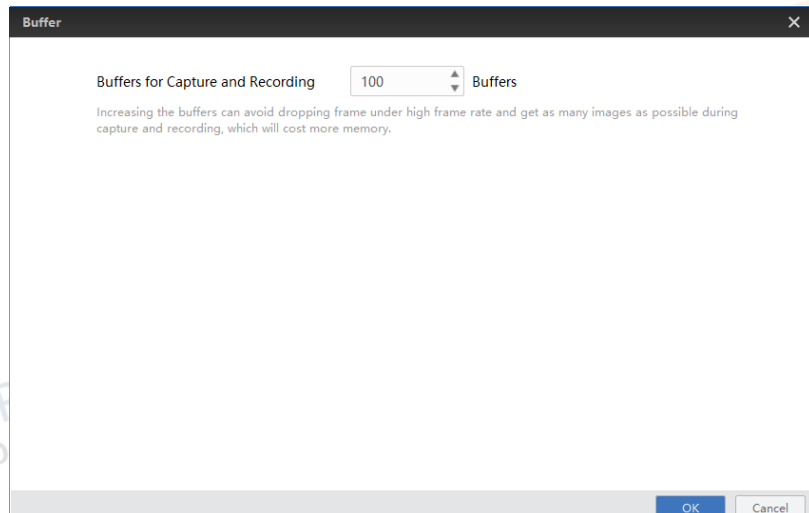 Buffer
Buffers for Capture and Recording 100 Buffers
Increasing the buffers can avoid dropping frame under high frame rate and get as many images as possible during
capture and recording, which will cost more memory.
OK Cancel